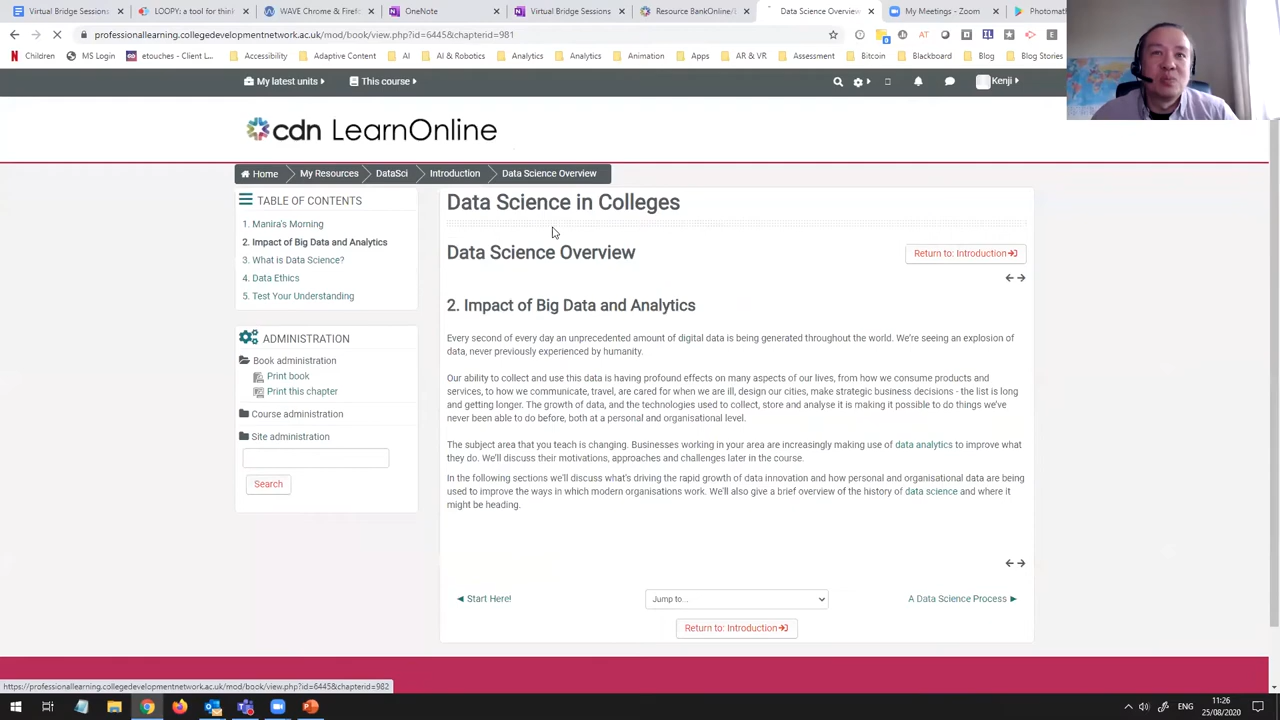 Virtual Bridge Sessions
LOOPY: a tool for think
WAVE Chrome & Firef
OneNote
Virtual Bridge Sessions
Resource BankOnline/
Data Science Overview
My Meetings - Zoom
Photomath
professionallearning.collegedevelopmentnetwork.ac.uk/mod/book/view.php?id=6445&chapterid=981
Children
MS Login
etouches - Client L...
Accessibility
Adaptive Content
AI
AI & Robotics
Analytics
Analytics
Animation
Apps
AR & VR
Assessment
Bitcoin
Blackboard
Blog
Blog Stories
My latest units
This course
Kenji
cdn LearnOnline
Home
My Resources
DataSci
Introduction
Data Science Overview
TABLE OF CONTENTS
1. Manira's Morning
2. Impact of Big Data and Analytics
3. What is Data Science?
4. Data Ethics
5. Test Your Understanding
ADMINISTRATION
Book administration
Print book
Print this chapter
Course administration
Site administration
Search
Data Science in Colleges
Data Science Overview
Return to: Introduction
2. Impact of Big Data and Analytics
Every second of every day an unprecedented amount of digital data is being generated throughout the world. We're seeing an explosion of
data, never previously experienced by humanity.
Our ability to collect and use this data is having profound effects on many aspects of our lives, from how we consume products and
services, to how we communicate, travel, are cared for when we are ill, design our cities, make strategic business decisions - the list is long
and getting longer. The growth of data, and the technologies used to collect, store and analyse it is making it possible to do things we've
never been able to do before, both at a personal and organisational level.
The subject area that you teach is changing. Businesses working in your area are increasingly making use of data analytics to improve what
they do. We'll discuss their motivations, approaches and challenges later in the course.
In the following sections we'll discuss what's driving the rapid growth of data innovation and how personal and organisational data are being
used to improve the ways in which modern organisations work. We'll also give a brief overview of the history of data science and where it
might be heading.
◄ Start Here!
Jump to...
A Data Science Process ►
Return to: Introduction
https://professionallearning.collegedevelopmentnetwork.ac.uk/mod/book/view.php?id=6445&chapterid=982
ENG
11:26
25/08/2020